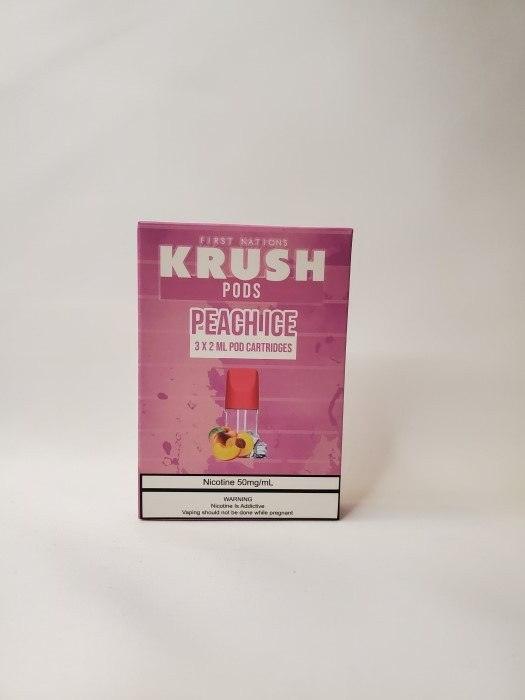 FIRST NATIONS
KRUSH
PODS
PEACH ICE
3 X 2 ML POD CARTRIDGES
Nicotine 50mg/mL
WARNING
Nicotine Is Addictive
Vaping should not be done while pregnant